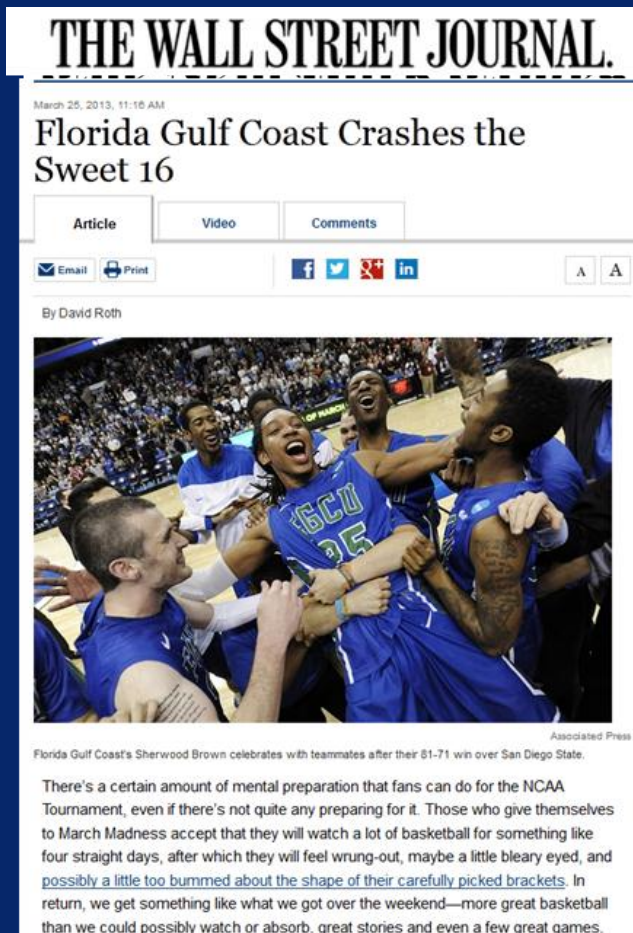 THE WALL STREET JOURNAL.
March 25, 2013, 11:16 AM
Florida Gulf Coast Crashes the
Sweet 16
Article
Video
Comments
Email
Print
A A
By David Roth
OF MARCH
FGCU
25
Associated Press
Florida Gulf Coast's Sherwood Brown celebrates with teammates after their 81-71 win over San Diego State.
There's a certain amount of mental preparation that fans can do for the NCAA
Tournament, even if there's not quite any preparing for it. Those who give themselves
to March Madness accept that they will watch a lot of basketball for something like
four straight days, after which they will feel wrung-out, maybe a little bleary eyed, and
possibly a little too bummed about the shape of their carefully picked brackets. In
return, we get something like what we got over the weekend—more great basketball
than we could possibly watch or absorb, great stories and even a few great games.